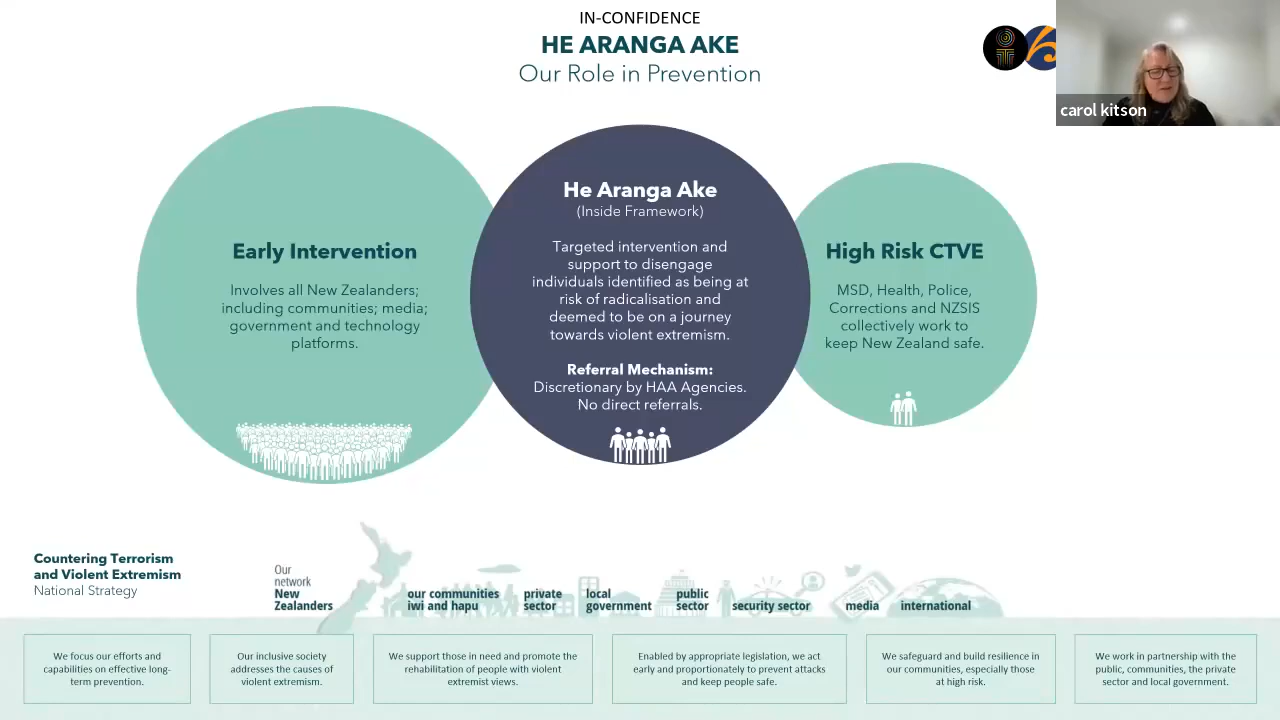 IN-CONFIDENCE
HE ARANGA AKE
Our Role in Prevention
carol kitson
Early Intervention
Involves all New Zealanders;
including communities; media;
government and technology
platforms.
He Aranga Ake
(Inside Framework)
Targeted intervention and
support to disengage
individuals identified as being at
risk of radicalisation and
deemed to be on a journey
towards violent extremism.
Referral Mechanism:
Discretionary by HAA Agencies.
No direct referrals.
High Risk CTVE
MSD, Health, Police,
Corrections and NZSIS
collectively work to
keep New Zealand safe.
Countering Terrorism
and Violent Extremism
National Strategy
Our
network
New
Zealanders
our communities
iwi and hapu
private
sector
local
government
public
sector
security sector
media
international
We focus our efforts and
capabilities on effective long-
term prevention.
Our inclusive society
addresses the causes of
violent extremism.
We support those in need and promote the
rehabilitation of people with violent
extremist views.
Enabled by appropriate legislation, we act
early and proportionately to prevent attacks
and keep people safe.
We safeguard and build resilience in
our communities, especially those
at high risk.
We work in partnership with the
public, communities, the private
sector and local government.